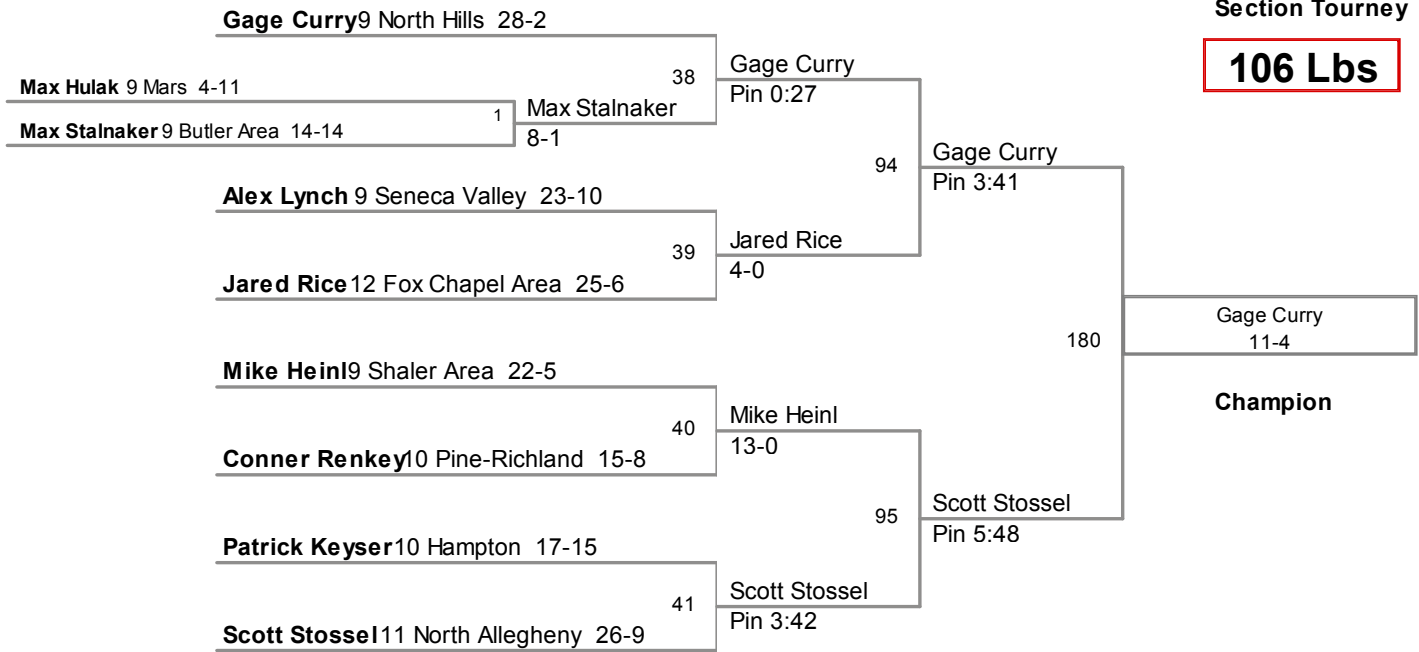 Section Tourney
106 Lbs
Gage Curry 9 North Hills 28-2
Max Hulak 9 Mars 4-11
1
Max Stalnaker 9 Butler Area 14-14
Max Stalnaker
8-1
38
Gage Curry
Pin 0:27
Alex Lynch 9 Seneca Valley 23-10
39
Jared Rice 12 Fox Chapel Area 25-6
Jared Rice
4-0
94
Gage Curry
Pin 3:41
Mike Heinl 9 Shaler Area 22-5
40
Conner Renkey 10 Pine-Richland 15-8
Mike Heinl
13-0
Patrick Keyser 10 Hampton 17-15
41
Scott Stossel 11 North Allegheny 26-9
Scott Stossel
Pin 3:42
95
Scott Stossel
Pin 5:48
180
Gage Curry
11-4
Champion